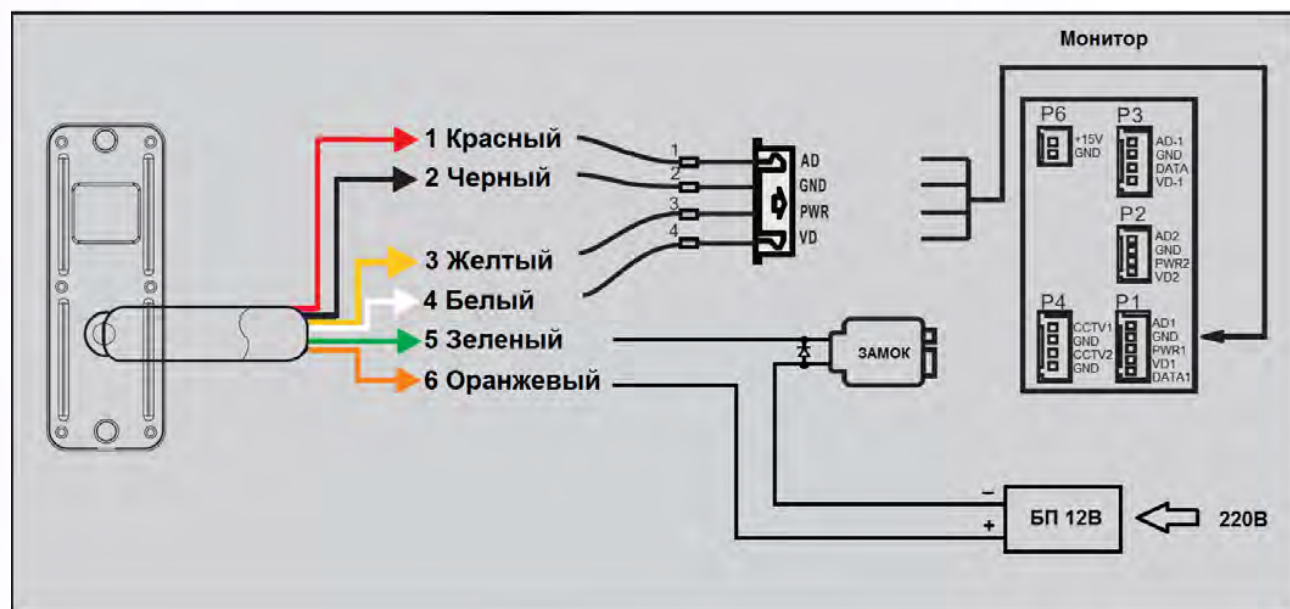 Монитор
1 Красный
2 Черный
3 Желтый
4 Белый
5 Зеленый
6 Оранжевый
1
2
3
4
AD
GND
PWR
VD
P6
+15V
GND
P3
AD-1
GND
DATA
VD-1
P2
AD2
GND
PWR2
VD2
P4
CCTV1
GND
CCTV2
GND
P1
AD1
GND
PWR1
VD1
DATA1
ЗАМОК
–
+
БП 12В
220В